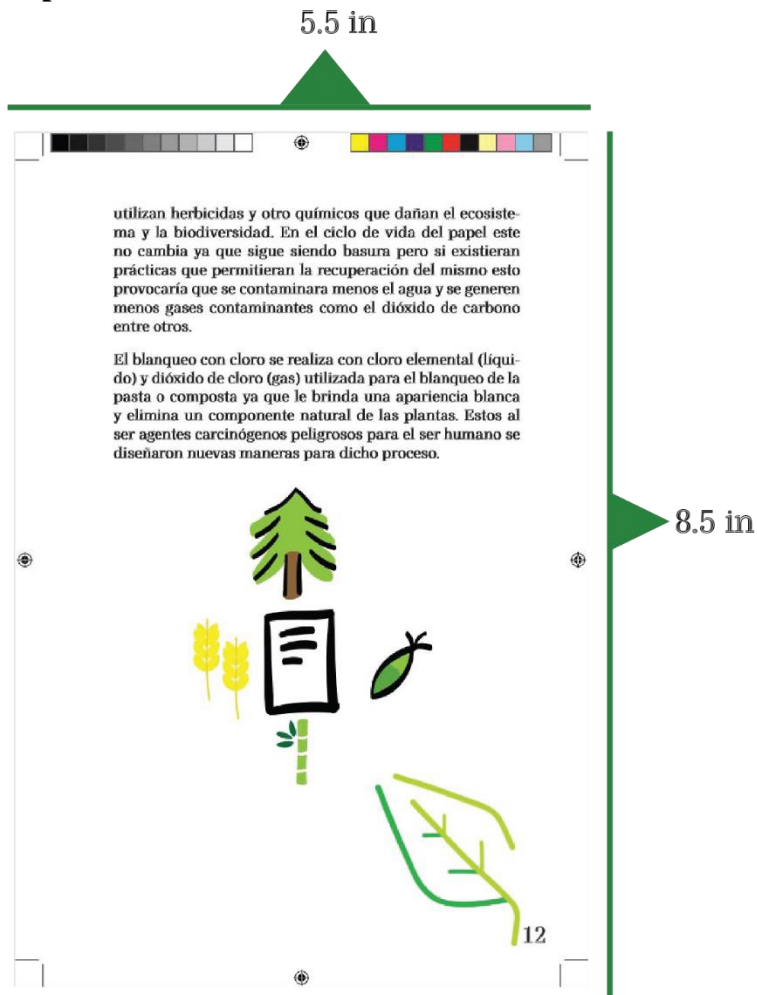 5.5 in
utilizan herbicidas y otro químicos que dañan el ecosiste-
ma y la biodiversidad. En el ciclo de vida del papel este
no cambia ya que sigue siendo basura pero si existieran
prácticas que permitieran la recuperación del mismo esto
provocaría que se contaminara menos el agua y se generen
menos gases contaminantes como el dióxido de carbono
entre otros.
El blanqueo con cloro se realiza con cloro elemental (líqui-
do) y dióxido de cloro (gas) utilizada para el blanqueo de la
pasta o composta ya que le brinda una apariencia blanca
y elimina un componente natural de las plantas. Estos al
ser agentes carcinógenos peligrosos para el ser humano se
diseñaron nuevas maneras para dicho proceso.
8.5 in
12